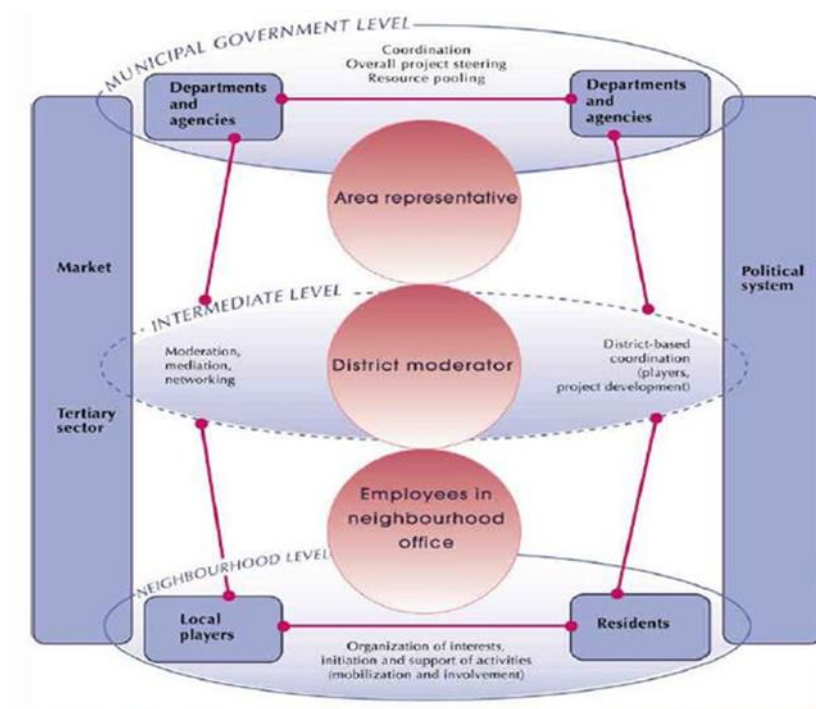 MUNICIPAL GOVERNMENT LEVEL
Coordination
Overall project steering
Resource pooling
Departments
and
agencies
Departments
and
agencies
Area representative
Market
Political
system
INTERMEDIATE LEVEL
Moderation,
mediation,
networking
District moderator
District-based
coordination
(players,
project development)
Tertiary
sector
Employees in
neighbourhood
office
NEIGHBOURHOOD LEVEL
Local
players
Residents
Organization of interests,
initiation and support of activities
(mobilization and involvement)